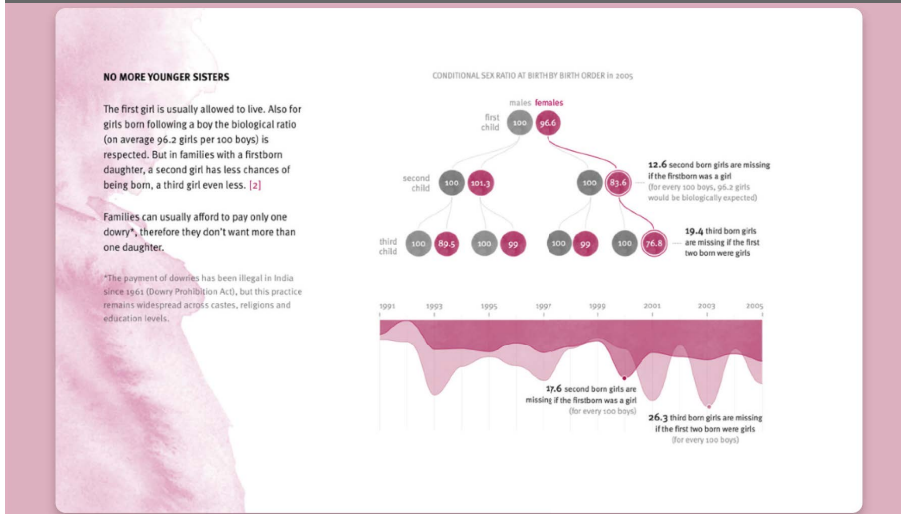 NO MORE YOUNGER SISTERS
The first girl is usually allowed to live. Also for
girls born following a boy the biological ratio
(on average 96.2 girls per 100 boys) is
respected. But in families with a firstborn
daughter, a second girl has less chances of
being born, a third girl even less. [2]
Families can usually afford to pay only one
dowry*, therefore they don't want more than
one daughter.
*The payment of dowries has been illegal in India
since 1961 (Dowry Prohibition Act), but this practice
remains widespread across castes, religions and
education levels.
CONDITIONAL SEX RATIO AT BIRTH BY BIRTH ORDER in 2005
males females
first
child
100 96.6
second
child
100 101.3 100 83.6
12.6 second born girls are missing
if the firstborn was a girl
(for every 100 boys, 96.2 girls
would be biologically expected)
third
child
100 89.5 100 99 100 99 100 76.8
19.4 third born girls
are missing if the first
two born were girls
1991 1993 1995 1997 1999 2001 2003 2005
17.6 second born girls are
missing if the firstborn was a girl
(for every 100 boys)
26.3 third born girls are missing
if the first two born were girls
(for every 100 boys)